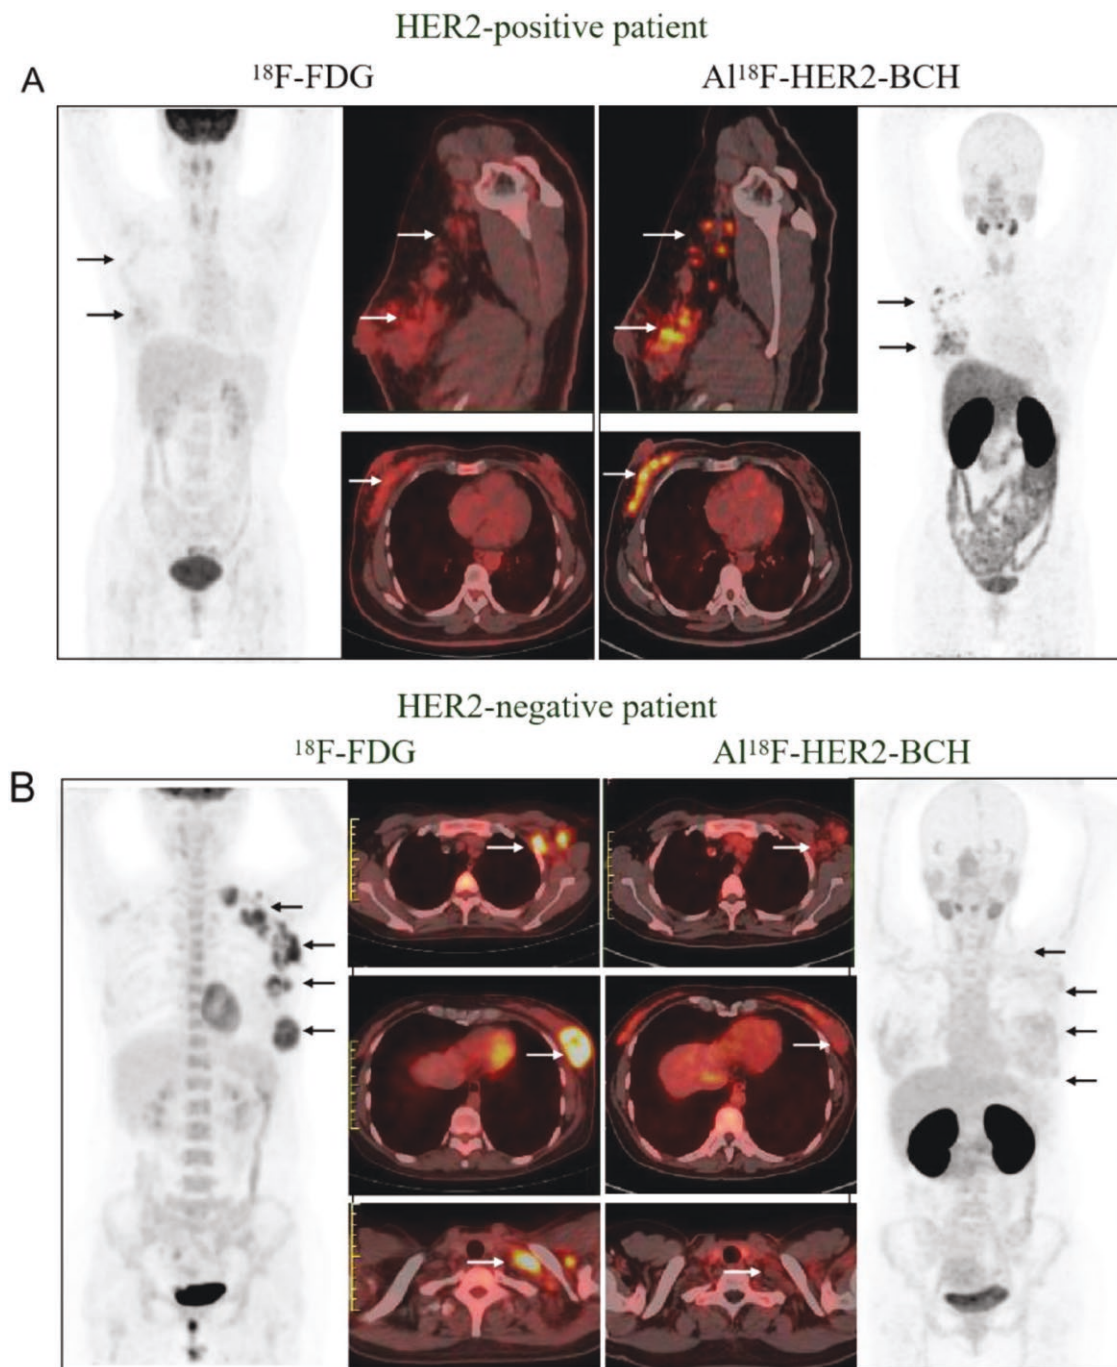 HER2-positive patient
A
¹⁸F-FDG
Al¹⁸F-HER2-BCH
HER2-negative patient
B
¹⁸F-FDG
Al¹⁸F-HER2-BCH